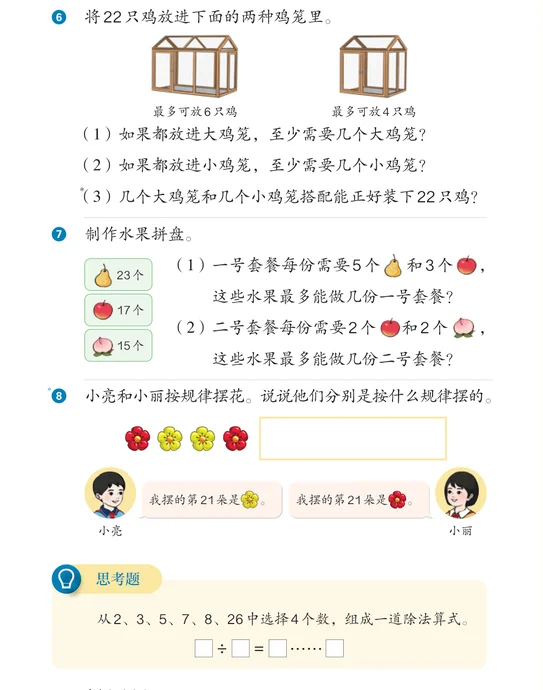 6 将22只鸡放进下面的两种鸡笼里。
最多可放6只鸡 最多可放4只鸡
（1）如果都放进大鸡笼，至少需要几个大鸡笼？
（2）如果都放进小鸡笼，至少需要几个小鸡笼？
*（3）几个大鸡笼和几个小鸡笼搭配能正好装下22只鸡？
7 制作水果拼盘。
23个
17个
15个
（1）一号套餐每份需要5个和3个，
这些水果最多能做几份一号套餐？
（2）二号套餐每份需要2个和2个，
这些水果最多能做几份二号套餐？
*8 小亮和小丽按规律摆花。说说他们分别是按什么规律摆的。
我摆的第21朵是。 我摆的第21朵是。
小亮 小丽
思考题
从2、3、5、7、8、26中选择4个数，组成一道除法算式。
□÷□=□……□